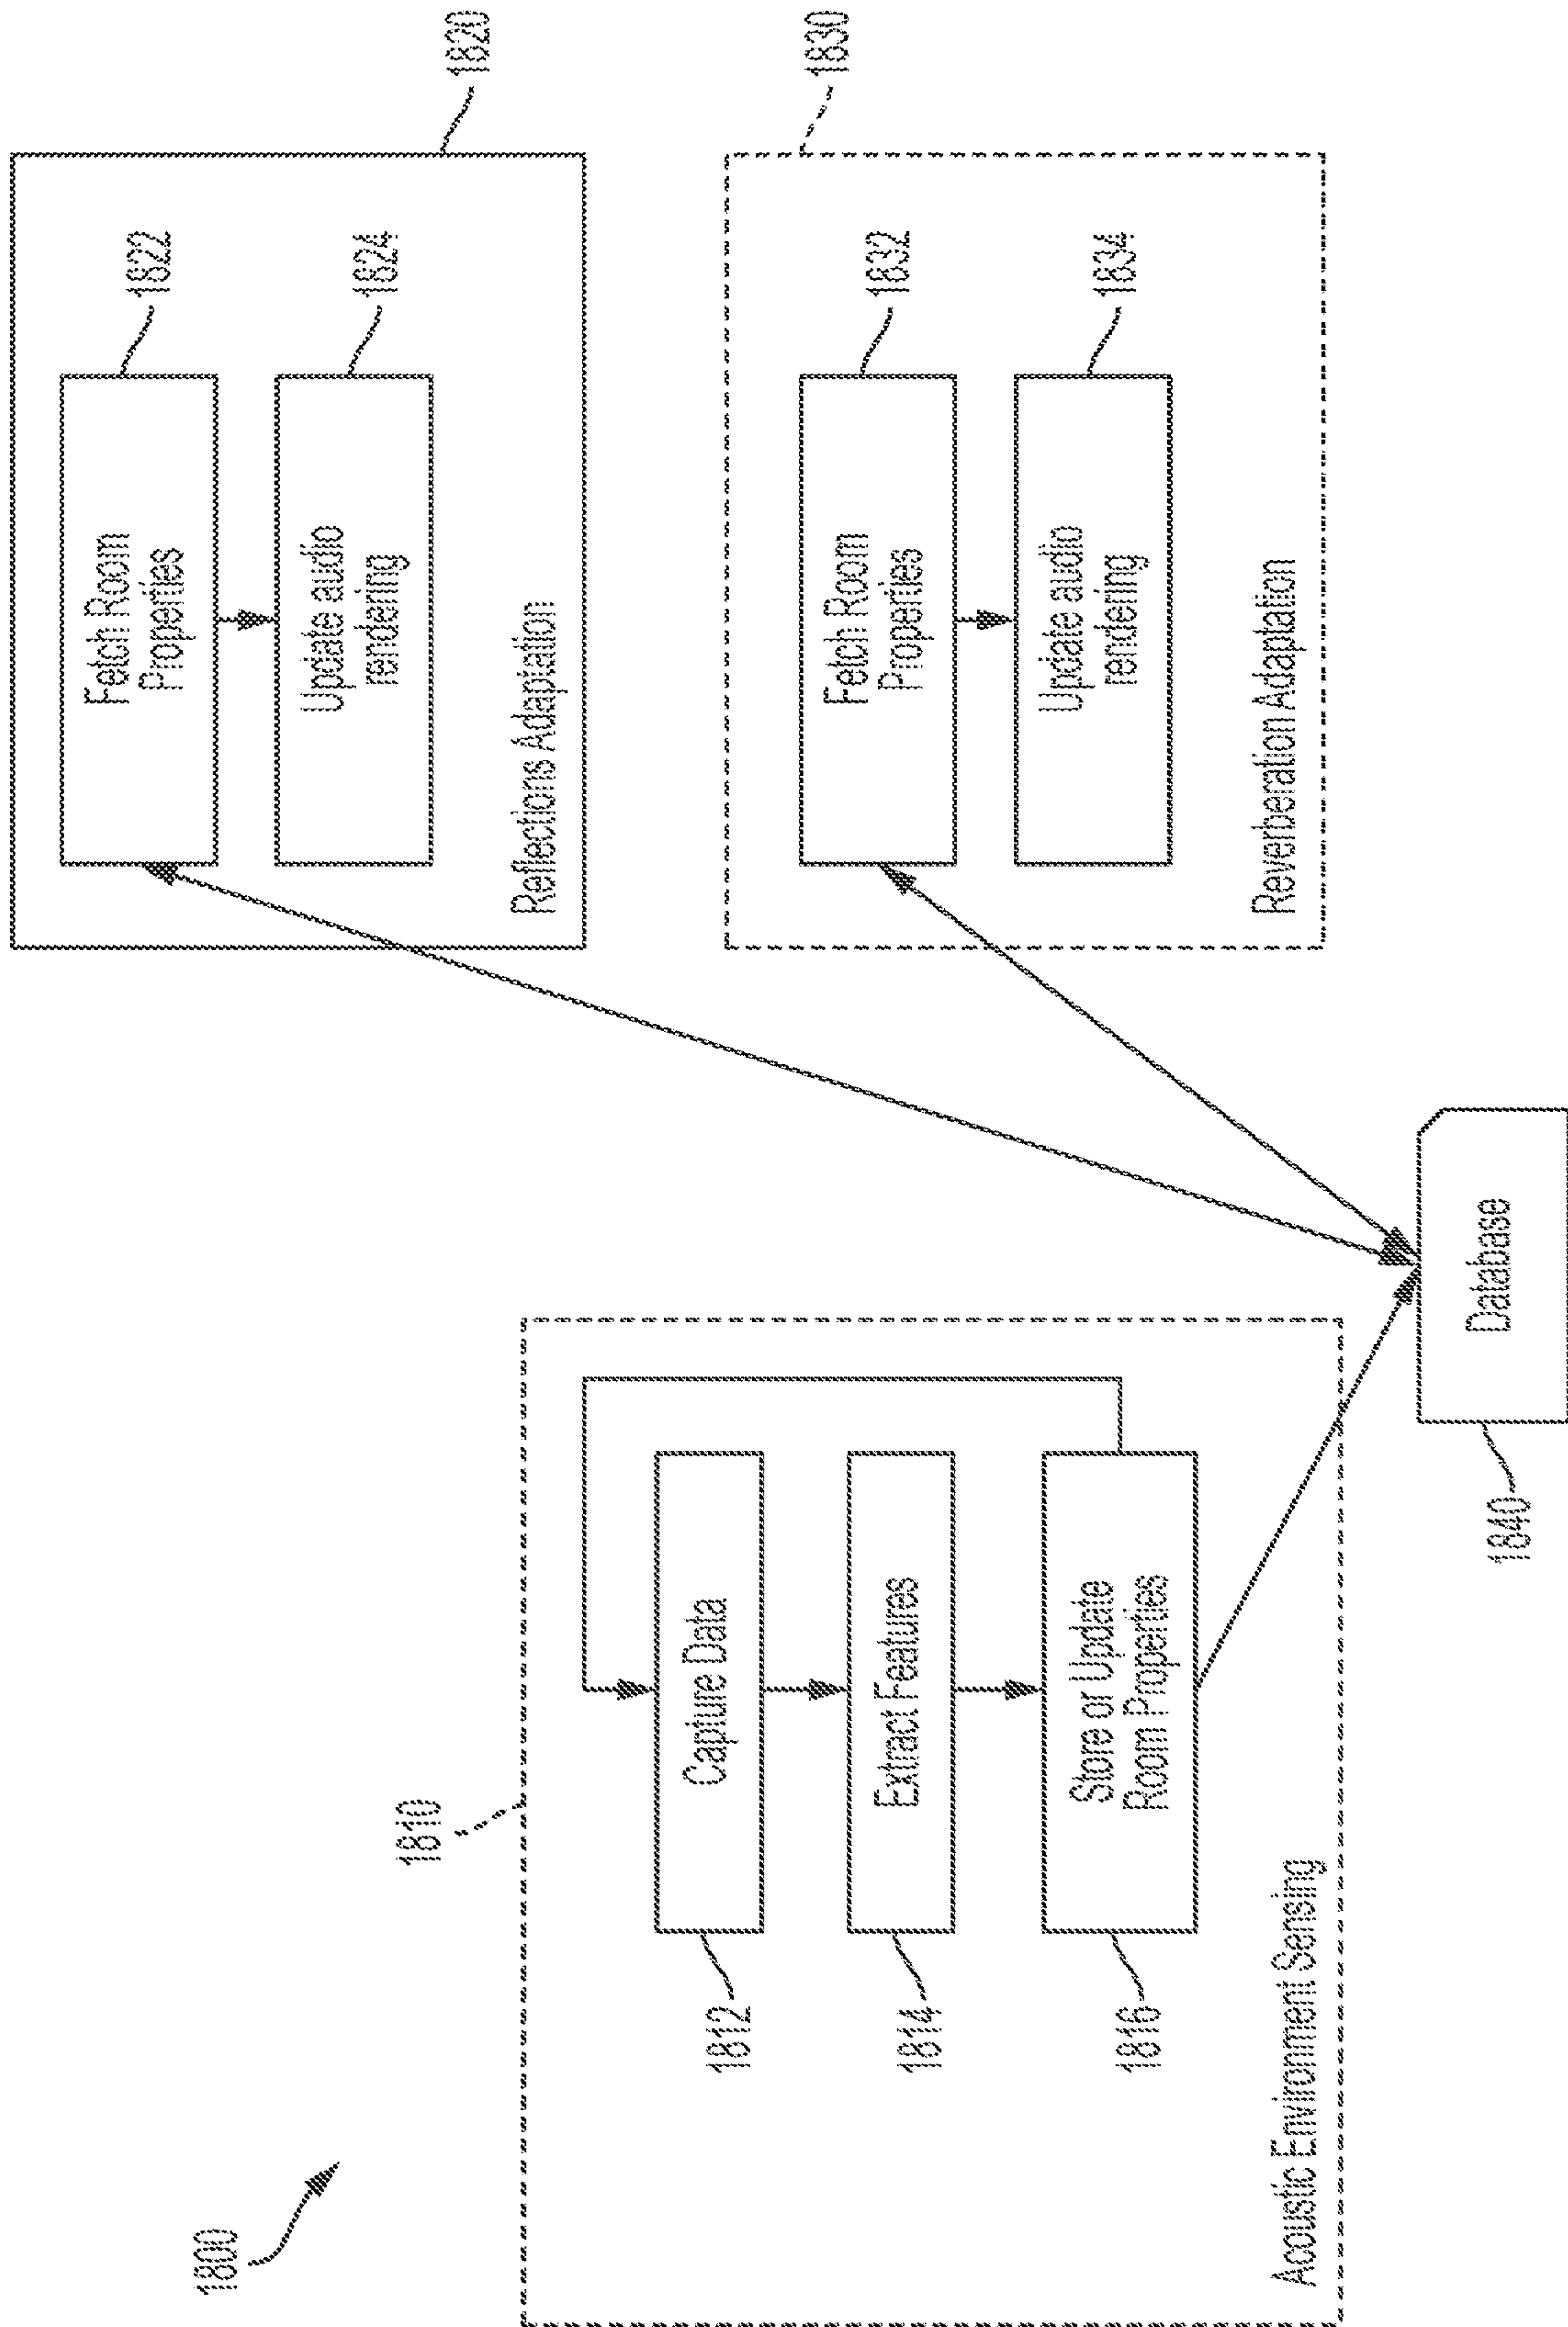 1800
1810
1812
Capture Data
1814
Extract Features
1816
Store or Update
Room Properties
Acoustic Environment Sensing
1820
1822
Fetch Room
Properties
1824
Update audio
rendering
Reflections Adaptation
1830
1832
Fetch Room
Properties
1834
Update audio
rendering
Reverberation Adaptation
1840
Database